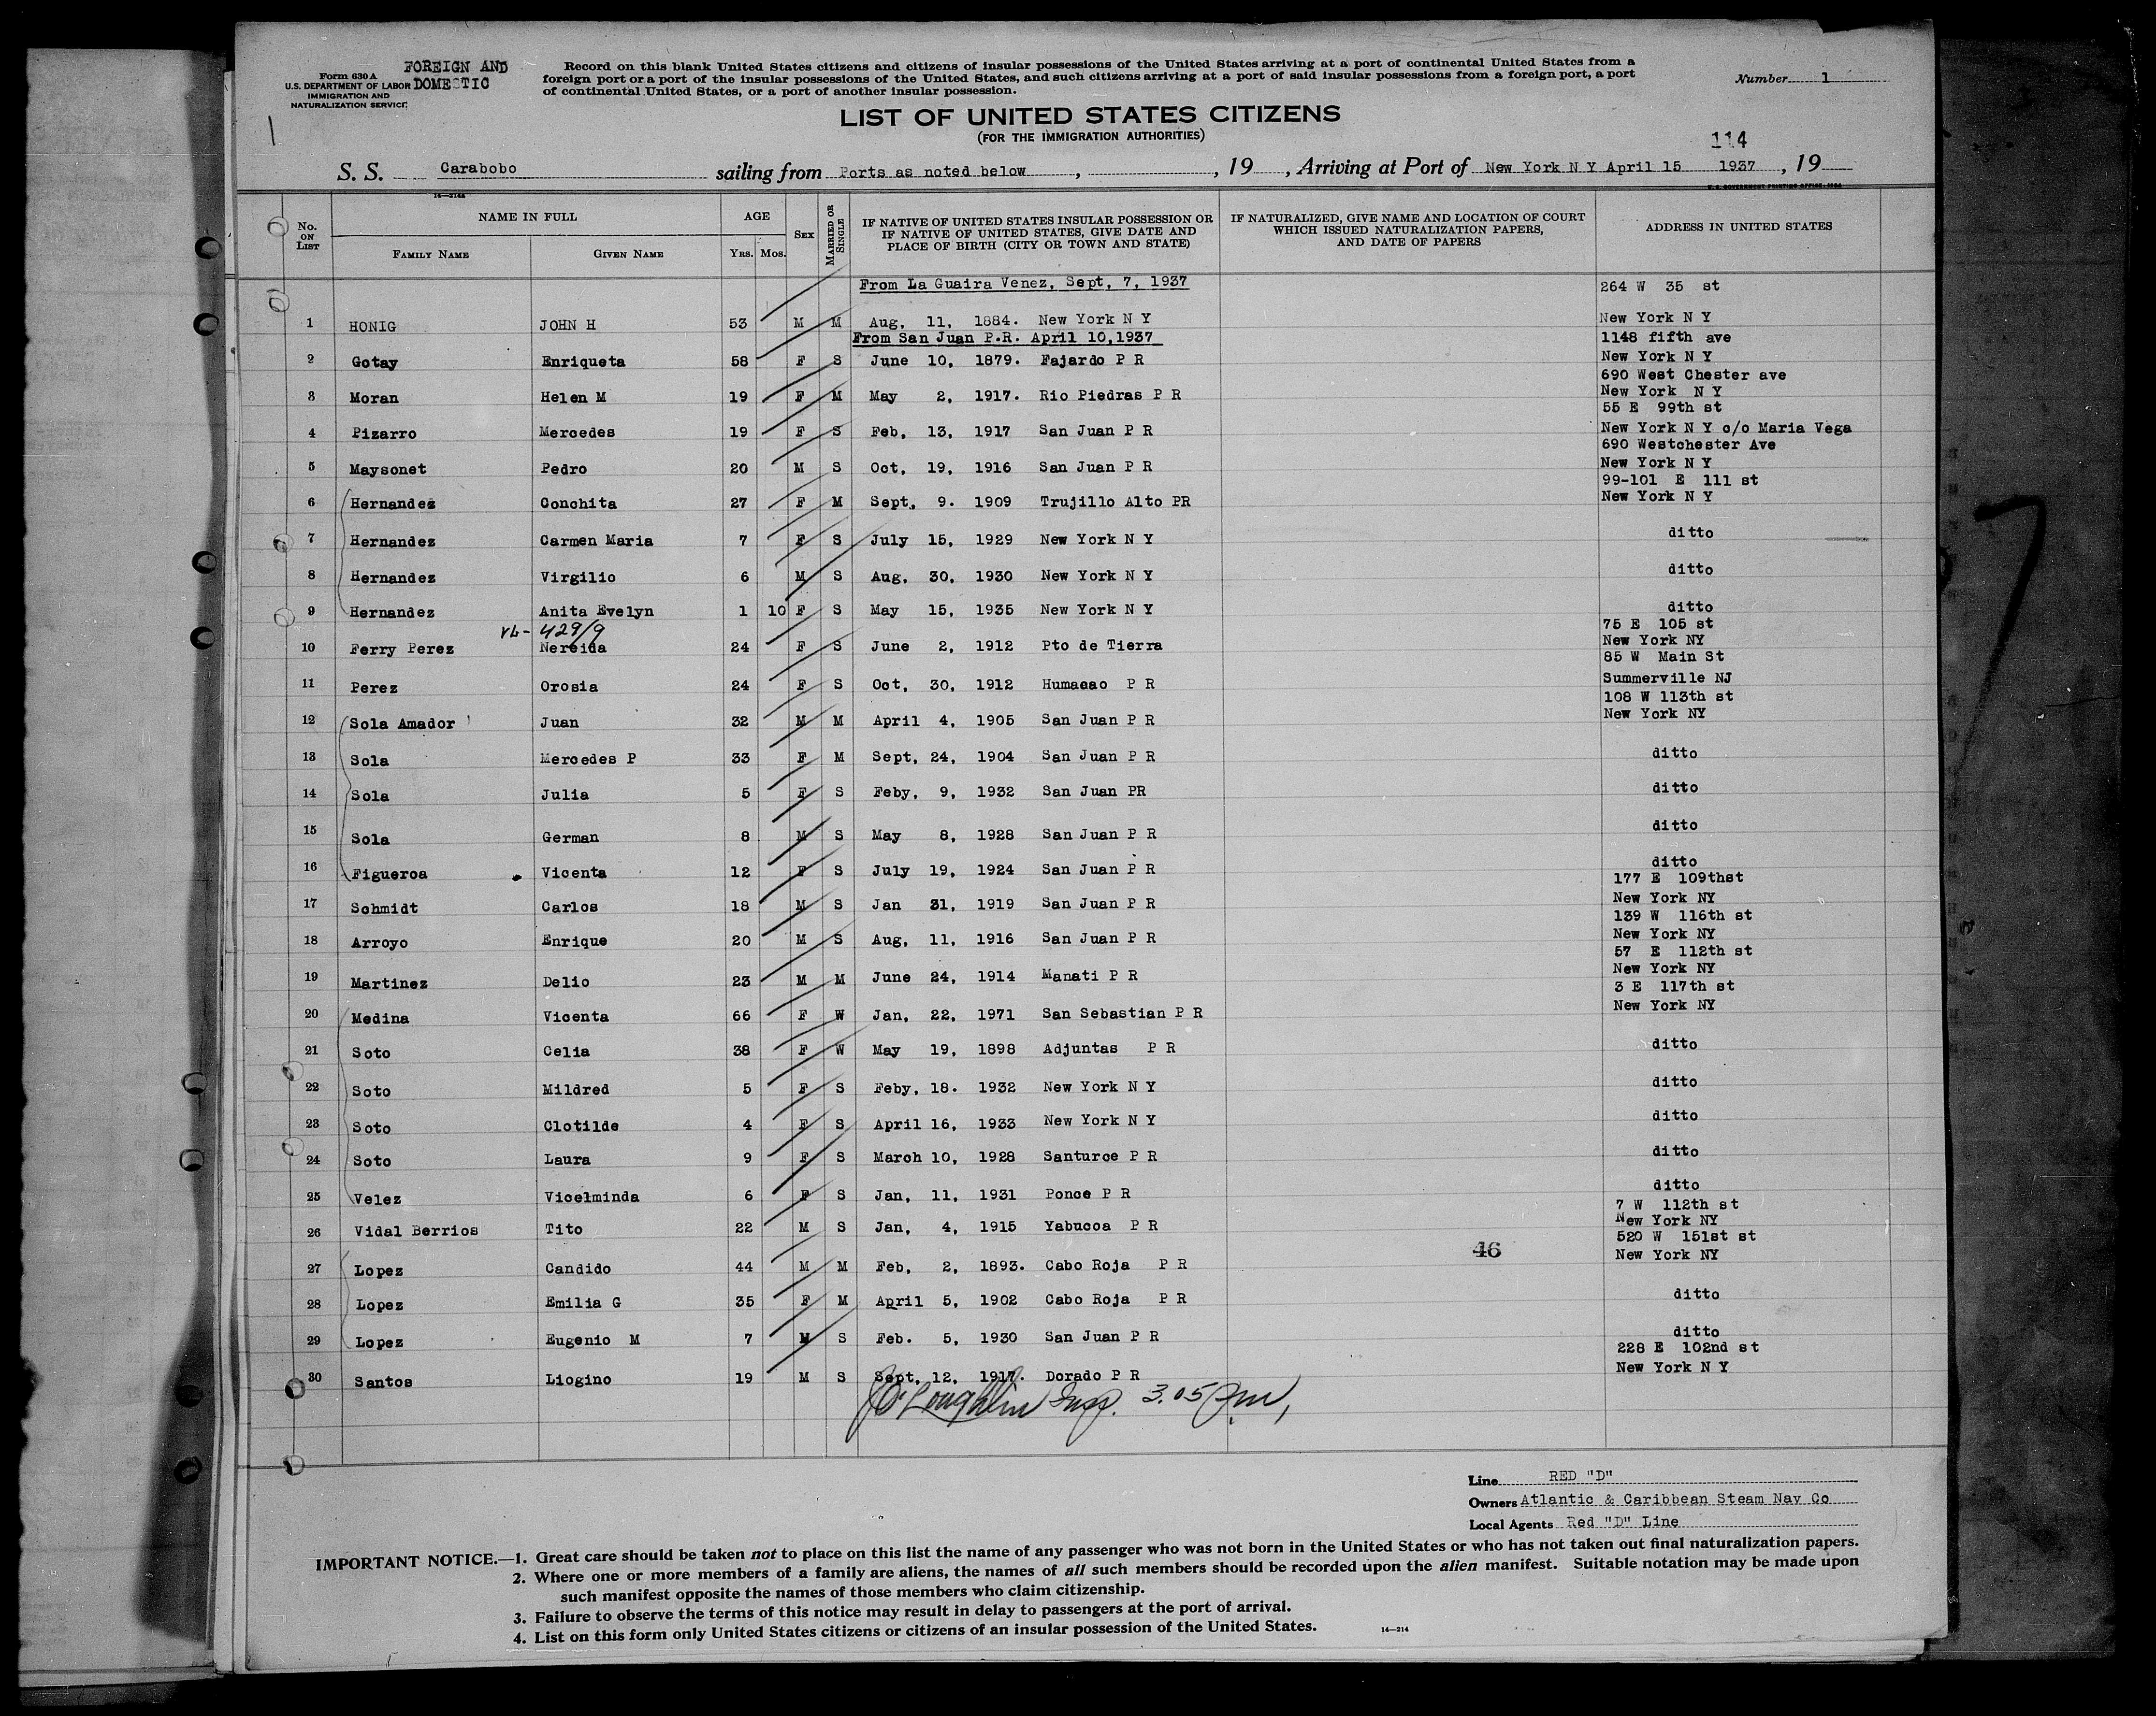 Form 630 A
U.S. DEPARTMENT OF LABOR
IMMIGRATION AND
NATURALIZATION SERVICE
FOREIGN AND
DOMESTIC
Record on this blank United States citizens and citizens of insular possessions of the United States arriving at a port of continental United States from a
foreign port or a port of the insular possessions of the United States, and such citizens arriving at a port of said insular possessions from a foreign port, a port
of continental United States, or a port of another insular possession.
Number 1
LIST OF UNITED STATES CITIZENS
(FOR THE IMMIGRATION AUTHORITIES)
114
S. S. Carabobo sailing from Ports as noted below , , 19 , Arriving at Port of New York N Y April 15 1937 , 19
14—214a
U. S. GOVERNMENT PRINTING OFFICE: 1934
No. ON LIST NAME IN FULL FAMILY NAME GIVEN NAME AGE YRS. MOS. SEX MARRIED OR SINGLE IF NATIVE OF UNITED STATES INSULAR POSSESSION OR IF NATIVE OF UNITED STATES, GIVE DATE AND PLACE OF BIRTH (CITY OR TOWN AND STATE) IF NATURALIZED, GIVE NAME AND LOCATION OF COURT WHICH ISSUED NATURALIZATION PAPERS, AND DATE OF PAPERS ADDRESS IN UNITED STATES
From La Guaira Venez, Sept, 7, 1937 264 W 35 st
1 HONIG JOHN H 53 M M Aug, 11, 1884. New York N Y New York N Y
From San Juan P.R. April 10,1937 1148 fifth ave
2 Gotay Enriqueta 58 F S June 10, 1879. Fajardo P R New York N Y
690 West Chester ave
3 Moran Helen M 19 F M May 2, 1917. Rio Piedras P R New York N Y
55 E 99th st
4 Pizarro Mercedes 19 F S Feb, 13, 1917 San Juan P R New York N Y c/o Maria Vega
690 Westchester Ave
5 Maysonet Pedro 20 M S Oct, 19, 1916 San Juan P R New York N Y
99-101 E 111 st
6 Hernandez Conchita 27 F M Sept, 9. 1909 Trujillo Alto PR New York N Y
7 Hernandez Carmen Maria 7 F S July 15, 1929 New York N Y ditto
8 Hernandez Virgilio 6 M S Aug, 30, 1930 New York N Y ditto
9 Hernandez Anita Evelyn 1 10 F S May 15, 1935 New York N Y ditto
429/9 75 E 105 st
10 Ferry Perez Nereida 24 F S June 2, 1912 Pto de Tierra New York NY
85 W Main St
11 Perez Orosia 24 F S Oct, 30, 1912 Humacao P R Summerville NJ
108 W 113th st
12 Sola Amador Juan 32 M M April 4, 1905 San Juan P R New York NY
13 Sola Mercedes P 33 F M Sept, 24, 1904 San Juan P R ditto
14 Sola Julia 5 F S Feby, 9, 1932 San Juan PR ditto
15 Sola German 8 M S May 8, 1928 San Juan P R ditto
16 Figueroa Vicenta 12 F S July 19, 1924 San Juan P R ditto
177 E 109thst
17 Schmidt Carlos 18 M S Jan 31, 1919 San Juan P R New York NY
139 W 116th st
18 Arroyo Enrique 20 M S Aug, 11, 1916 San Juan P R New York NY
57 E 112th st
19 Martinez Delio 23 M M June 24, 1914 Manati P R New York NY
3 E 117th st
20 Medina Vicenta 66 F W Jan, 22, 1971 San Sebastian P R New York NY
21 Soto Celia 38 F W May 19, 1898 Adjuntas P R ditto
22 Soto Mildred 5 F S Feby, 18. 1932 New York N Y ditto
23 Soto Clotilde 4 F S April 16, 1933 New York N Y ditto
24 Soto Laura 9 F S March 10, 1928 Santurce P R ditto
25 Velez Vicelminda 6 F S Jan, 11, 1931 Ponce P R ditto
7 W 112th st
26 Vidal Berrios Tito 22 M S Jan, 4, 1915 Yabucoa P R New York NY
520 W 151st st
27 Lopez Candido 44 M M Feb, 2, 1893. Cabo Roja P R 46 New York NY
28 Lopez Emilia G 35 F M April 5, 1902 Cabo Roja P R ditto
29 Lopez Eugenio M 7 M S Feb. 5, 1930 San Juan P R ditto
228 E 102nd st
30 Santos Liogino 19 M S Sept, 12, 1917. Dorado P R New York N Y
O'Loughlin Insp. 3.05 Pm,
Line RED "D"
Owners Atlantic & Caribbean Steam Nav Co
Local Agents Red "D" Line
IMPORTANT NOTICE.—1. Great care should be taken not to place on this list the name of any passenger who was not born in the United States or who has not taken out final naturalization papers.
2. Where one or more members of a family are aliens, the names of all such members should be recorded upon the alien manifest. Suitable notation may be made upon
such manifest opposite the names of those members who claim citizenship.
3. Failure to observe the terms of this notice may result in delay to passengers at the port of arrival.
4. List on this form only United States citizens or citizens of an insular possession of the United States.
14—214